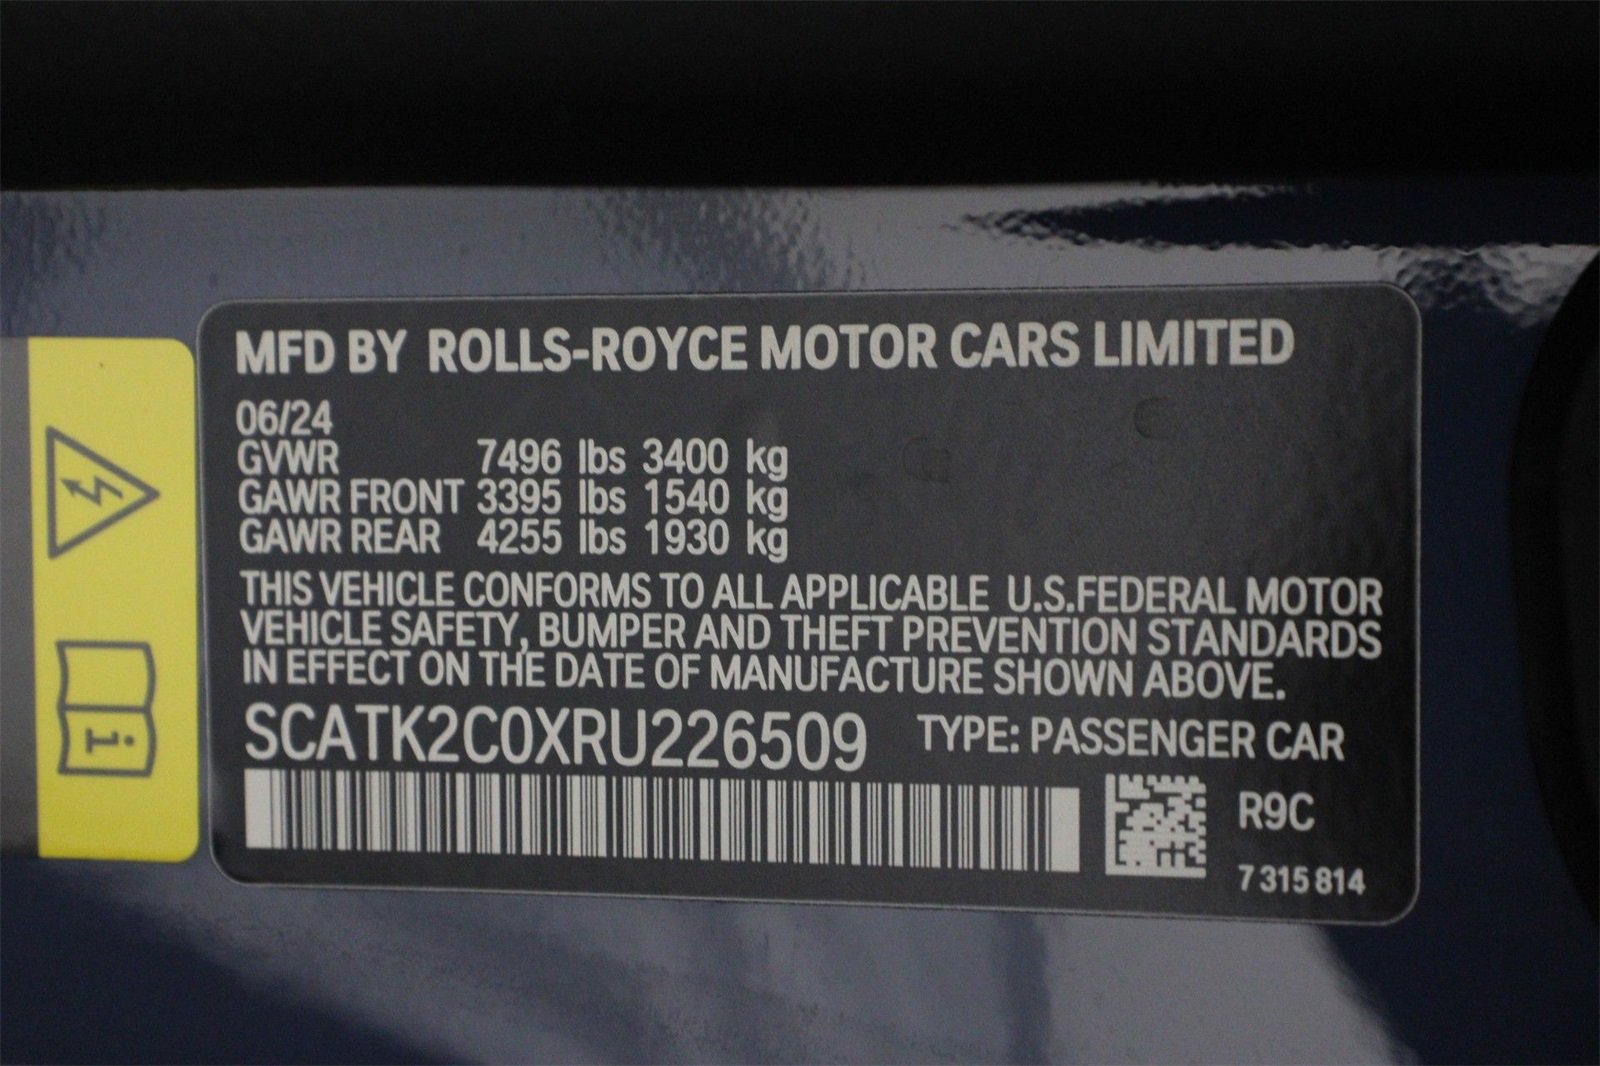 MFD BY ROLLS-ROYCE MOTOR CARS LIMITED
06/24
GVWR 7496 lbs 3400 kg
GAWR FRONT 3395 lbs 1540 kg
GAWR REAR 4255 lbs 1930 kg
THIS VEHICLE CONFORMS TO ALL APPLICABLE U.S.FEDERAL MOTOR
VEHICLE SAFETY, BUMPER AND THEFT PREVENTION STANDARDS
IN EFFECT ON THE DATE OF MANUFACTURE SHOWN ABOVE.
SCATK2C0XRU226509 TYPE: PASSENGER CAR
R9C
7 315 814
i